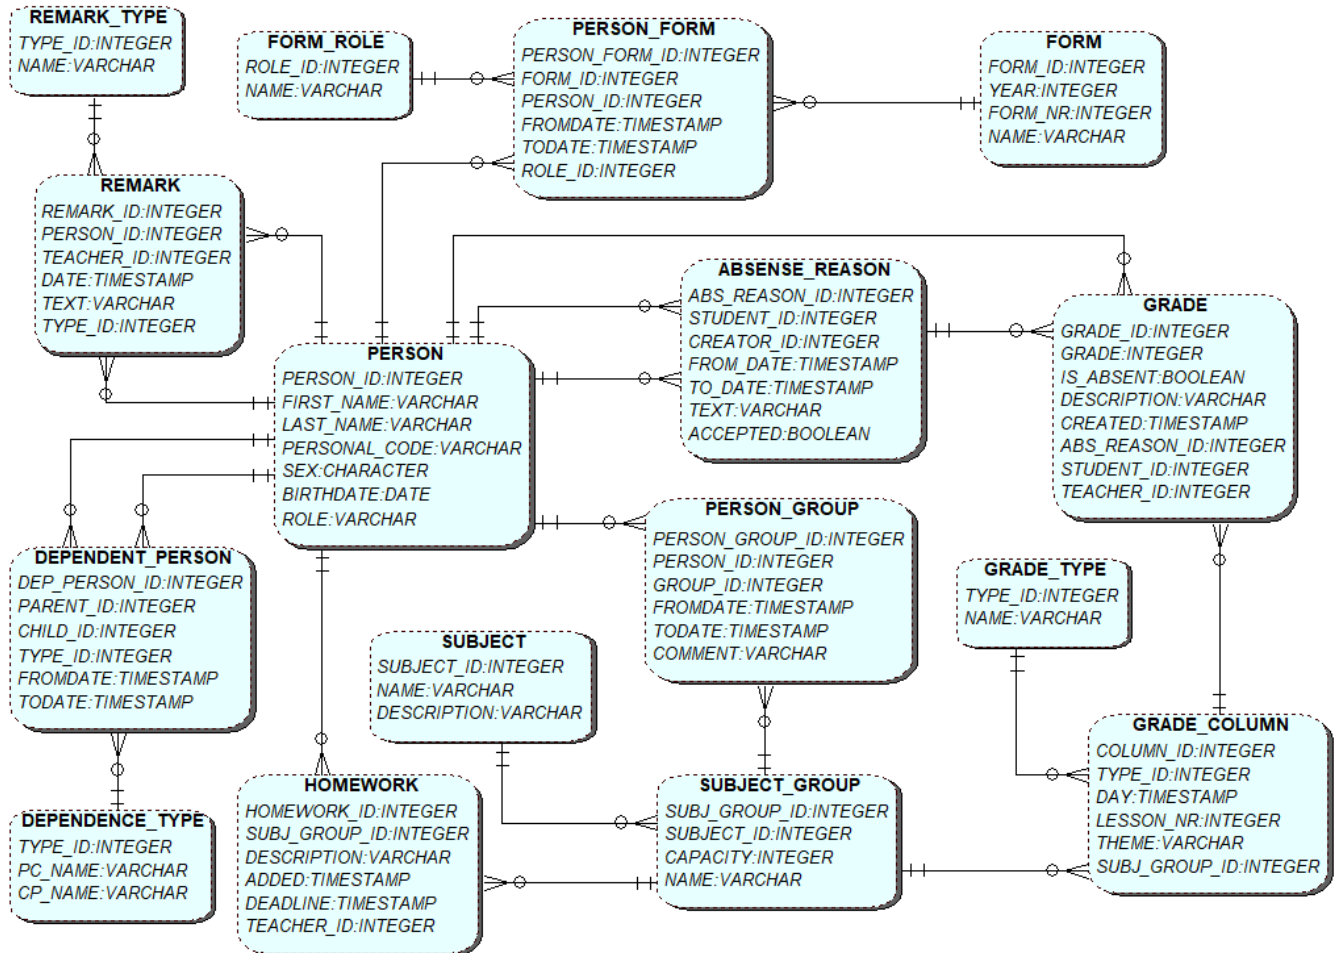 REMARK_TYPE
TYPE_ID:INTEGER
NAME:VARCHAR
FORM_ROLE
ROLE_ID:INTEGER
NAME:VARCHAR
PERSON_FORM
PERSON_FORM_ID:INTEGER
FORM_ID:INTEGER
PERSON_ID:INTEGER
FROMDATE:TIMESTAMP
TODATE:TIMESTAMP
ROLE_ID:INTEGER
FORM
FORM_ID:INTEGER
YEAR:INTEGER
FORM_NR:INTEGER
NAME:VARCHAR
REMARK
REMARK_ID:INTEGER
PERSON_ID:INTEGER
TEACHER_ID:INTEGER
DATE:TIMESTAMP
TEXT:VARCHAR
TYPE_ID:INTEGER
ABSENSE_REASON
ABS_REASON_ID:INTEGER
STUDENT_ID:INTEGER
CREATOR_ID:INTEGER
FROM_DATE:TIMESTAMP
TO_DATE:TIMESTAMP
TEXT:VARCHAR
ACCEPTED:BOOLEAN
GRADE
GRADE_ID:INTEGER
GRADE:INTEGER
IS_ABSENT:BOOLEAN
DESCRIPTION:VARCHAR
CREATED:TIMESTAMP
ABS_REASON_ID:INTEGER
STUDENT_ID:INTEGER
TEACHER_ID:INTEGER
PERSON
PERSON_ID:INTEGER
FIRST_NAME:VARCHAR
LAST_NAME:VARCHAR
PERSONAL_CODE:VARCHAR
SEX:CHARACTER
BIRTHDATE:DATE
ROLE:VARCHAR
PERSON_GROUP
PERSON_GROUP_ID:INTEGER
PERSON_ID:INTEGER
GROUP_ID:INTEGER
FROMDATE:TIMESTAMP
TODATE:TIMESTAMP
COMMENT:VARCHAR
DEPENDENT_PERSON
DEP_PERSON_ID:INTEGER
PARENT_ID:INTEGER
CHILD_ID:INTEGER
TYPE_ID:INTEGER
FROMDATE:TIMESTAMP
TODATE:TIMESTAMP
GRADE_TYPE
TYPE_ID:INTEGER
NAME:VARCHAR
SUBJECT
SUBJECT_ID:INTEGER
NAME:VARCHAR
DESCRIPTION:VARCHAR
GRADE_COLUMN
COLUMN_ID:INTEGER
TYPE_ID:INTEGER
DAY:TIMESTAMP
LESSON_NR:INTEGER
THEME:VARCHAR
SUBJ_GROUP_ID:INTEGER
DEPENDENCE_TYPE
TYPE_ID:INTEGER
PC_NAME:VARCHAR
CP_NAME:VARCHAR
HOMEWORK
HOMEWORK_ID:INTEGER
SUBJ_GROUP_ID:INTEGER
DESCRIPTION:VARCHAR
ADDED:TIMESTAMP
DEADLINE:TIMESTAMP
TEACHER_ID:INTEGER
SUBJECT_GROUP
SUBJ_GROUP_ID:INTEGER
SUBJECT_ID:INTEGER
CAPACITY:INTEGER
NAME:VARCHAR